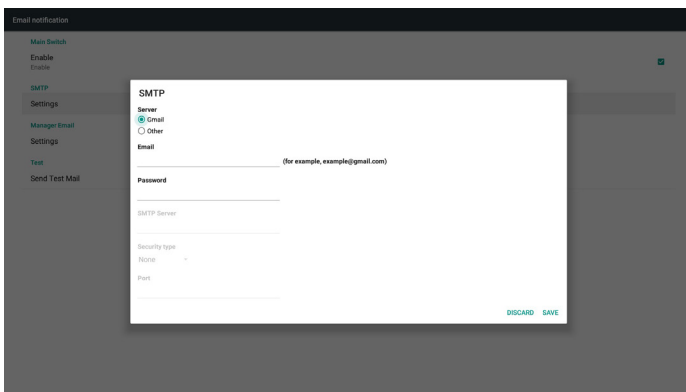 Email notification
Main Switch
Enable
Enable
SMTP
Settings
Manager Email
Settings
Test
Send Test Mail
SMTP
Server
Gmail
Other
Email
(for example, example@gmail.com)
Password
SMTP Server
Security type
None
Port
DISCARD SAVE